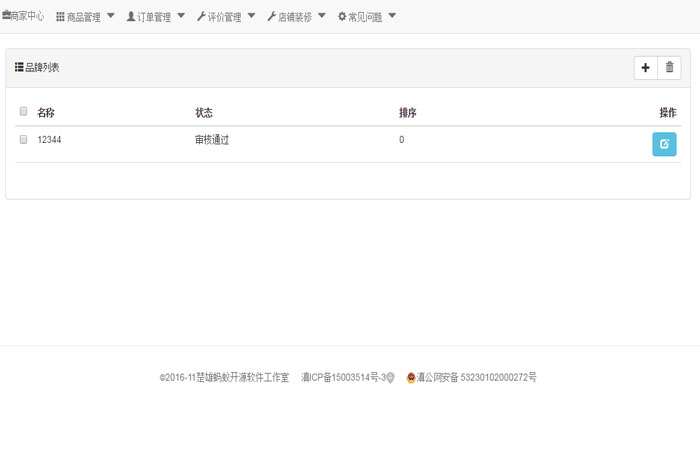 商家中心 商品管理 订单管理 评价管理 店铺装修 常见问题
品牌列表
名称 状态 排序 操作
12344 审核通过 0
©2016-11楚雄蚂蚁开源软件工作室 滇ICP备15003514号-3 滇公网安备 53230102000272号